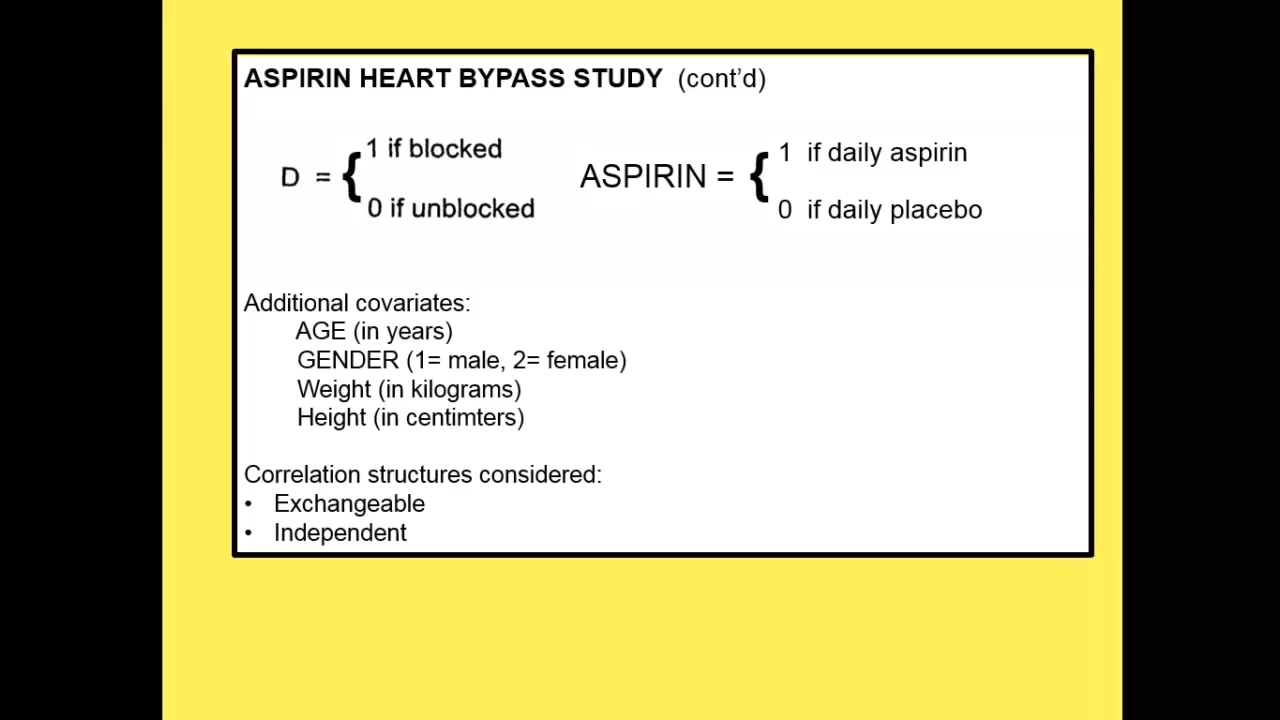 ASPIRIN HEART BYPASS STUDY (cont’d)
D = { 1 if blocked
0 if unblocked
ASPIRIN = { 1 if daily aspirin
0 if daily placebo
Additional covariates:
AGE (in years)
GENDER (1= male, 2= female)
Weight (in kilograms)
Height (in centimters)
Correlation structures considered:
• Exchangeable
• Independent